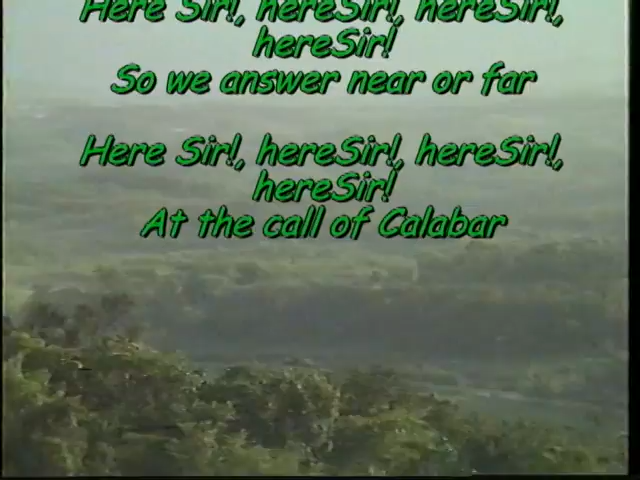 Here Sir!, hereSir!, hereSir!,
hereSir!
So we answer near or far
Here Sir!, hereSir!, hereSir!,
hereSir!
At the call of Calabar